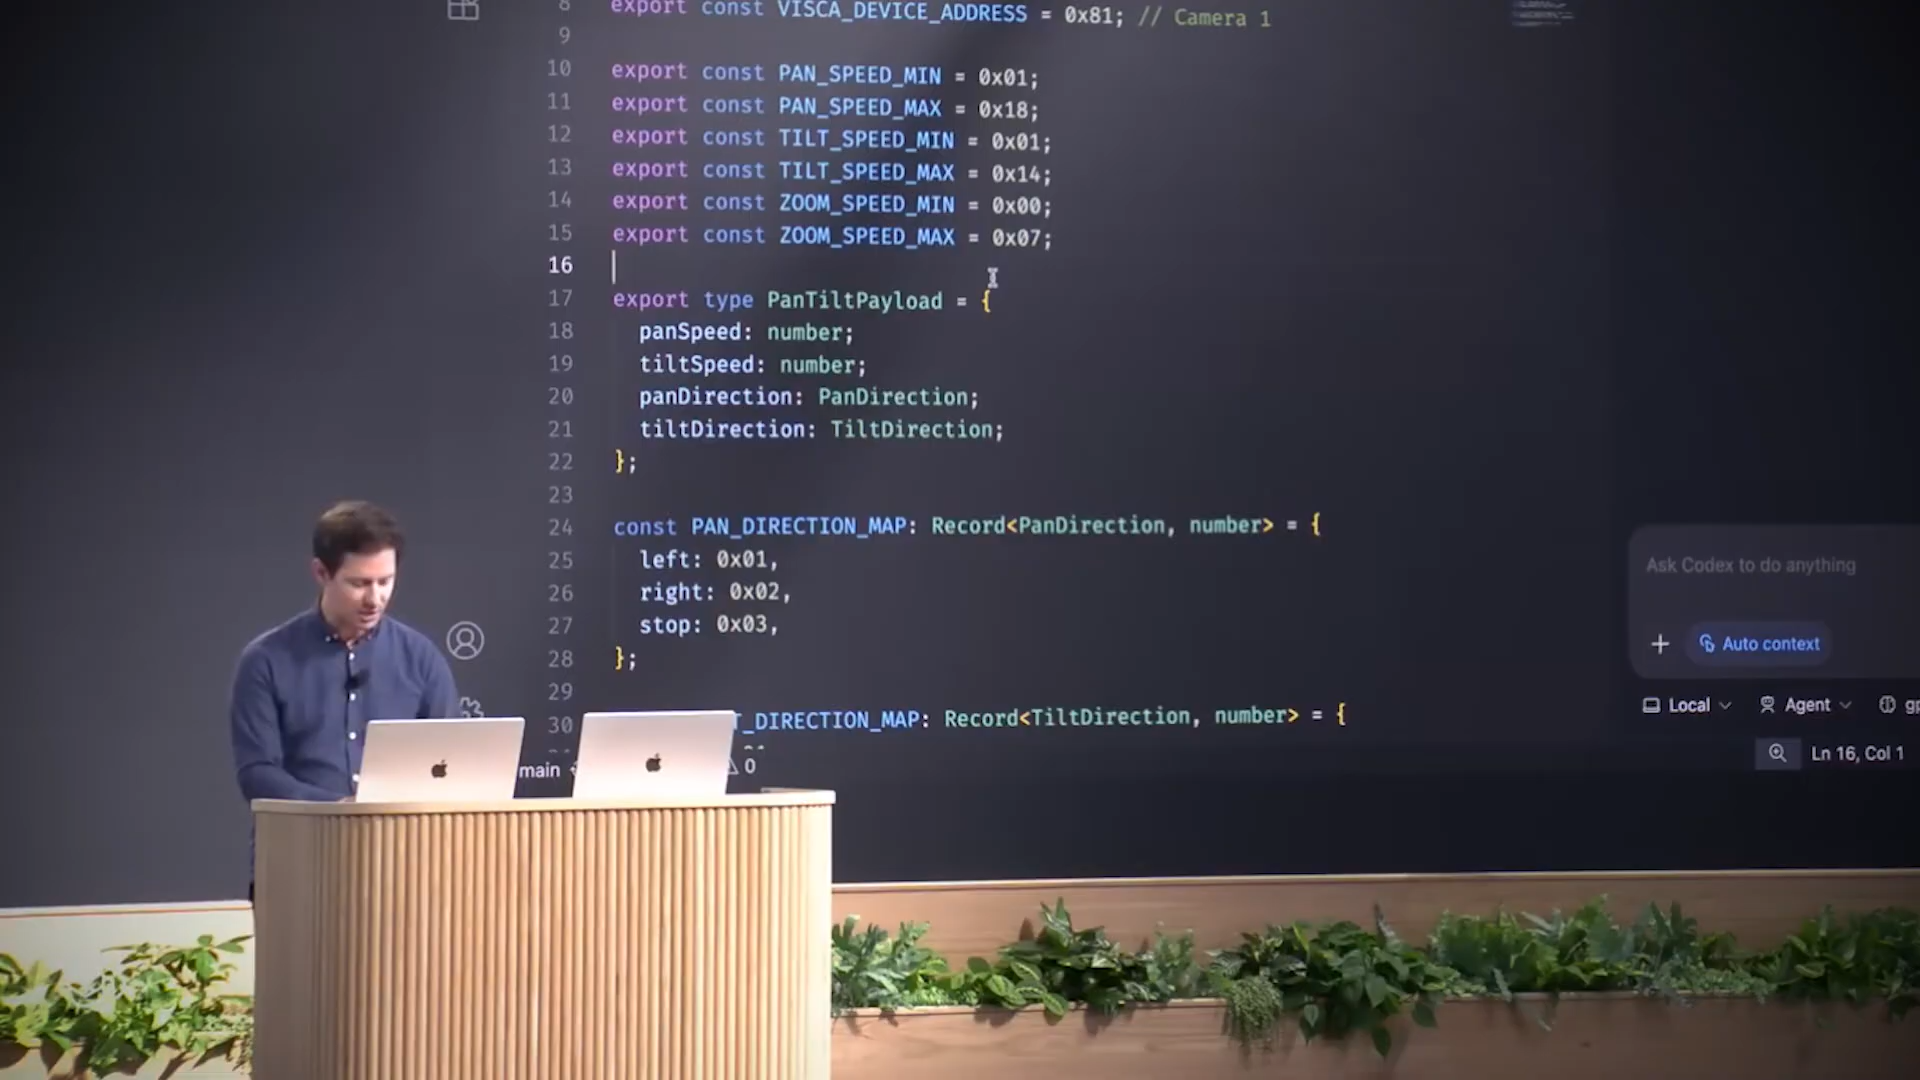 8 export const VISCA_DEVICE_ADDRESS = 0x81; // Camera 1
9
10 export const PAN_SPEED_MIN = 0x01;
11 export const PAN_SPEED_MAX = 0x18;
12 export const TILT_SPEED_MIN = 0x01;
13 export const TILT_SPEED_MAX = 0x14;
14 export const ZOOM_SPEED_MIN = 0x00;
15 export const ZOOM_SPEED_MAX = 0x07;
16
17 export type PanTiltPayload = {
18 panSpeed: number;
19 tiltSpeed: number;
20 panDirection: PanDirection;
21 tiltDirection: TiltDirection;
22 };
23
24 const PAN_DIRECTION_MAP: Record<PanDirection, number> = {
25 left: 0x01,
26 right: 0x02,
27 stop: 0x03,
28 };
29
30 T_DIRECTION_MAP: Record<TiltDirection, number> = {
main 0
Ask Codex to do anything
+ Auto context
Local Agent gp
Ln 16, Col 1